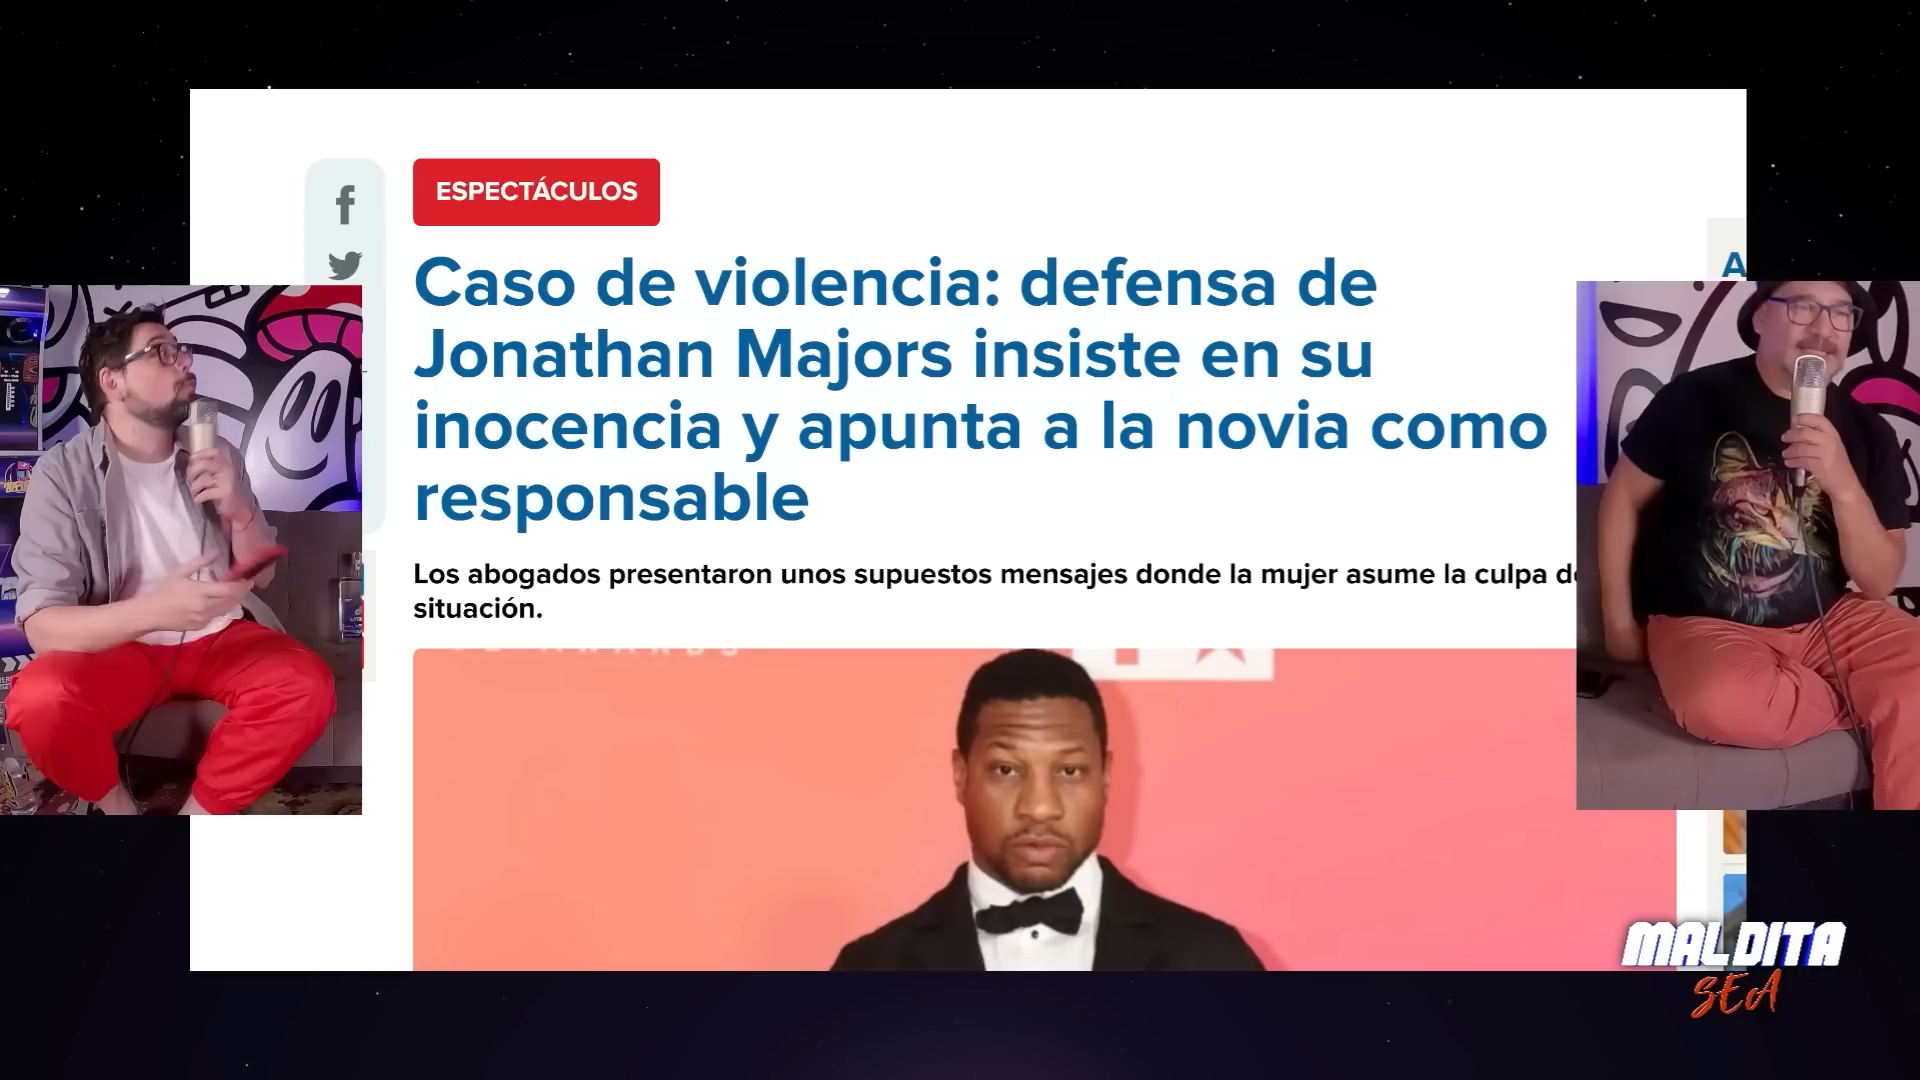 ESPECTÁCULOS
Caso de violencia: defensa de
Jonathan Majors insiste en su
inocencia y apunta a la novia como
responsable
Los abogados presentaron unos supuestos mensajes donde la mujer asume la culpa
situación.
MALDITA
SEA